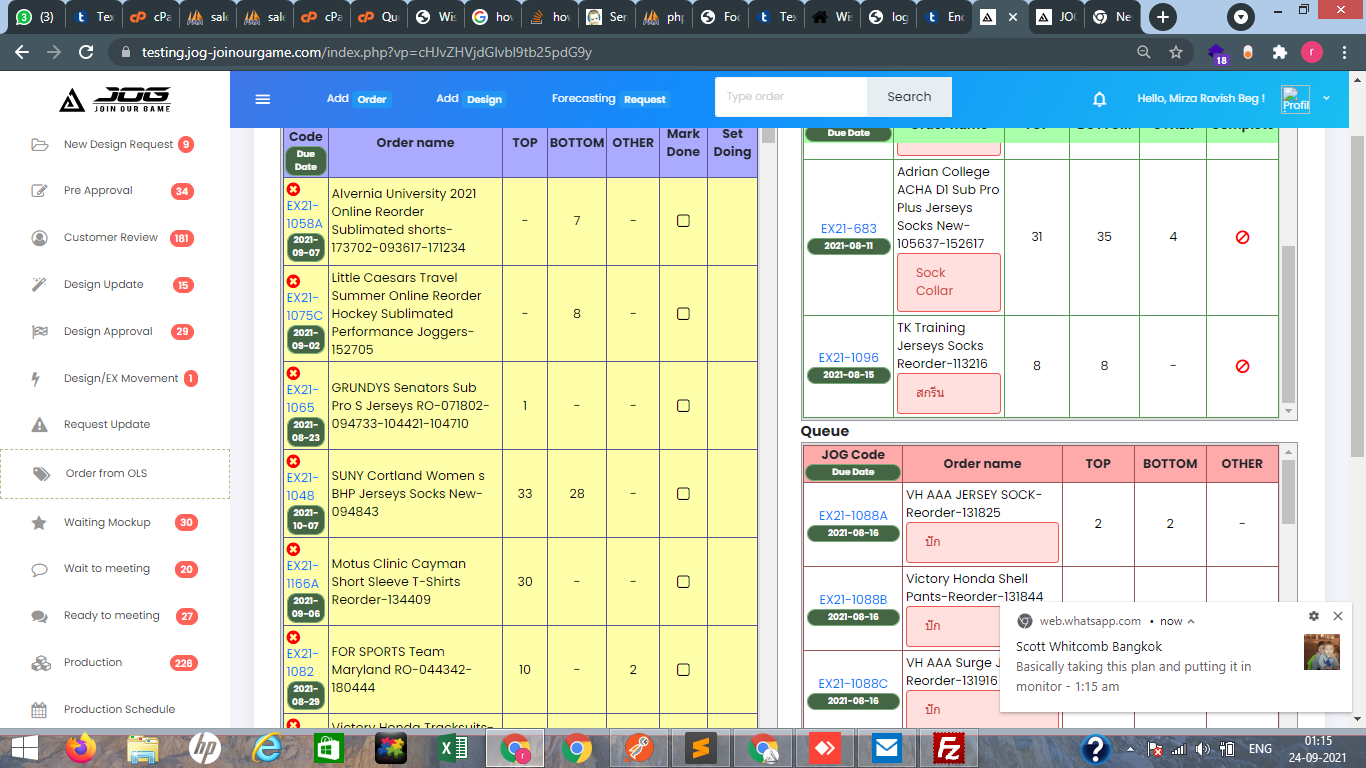 (3)
Tex
cPa
sale
sale
cPa
Qu
Wis
hov
how
Ser
php
Foo
Tex
Wis
log
Enc
JOG
Ne
testing.jog-joinourgame.com/index.php?vp=cHJvZHVjdGlvbl9tb25pdG9y
18
r
JOG
JOIN OUR GAME
Add Order
Add Design
Forecasting Request
Type order
Search
Hello, Mirza Ravish Beg !
Profil
New Design Request 9
Pre Approval 34
Customer Review 181
Design Update 15
Design Approval 29
Design/EX Movement 1
Request Update
Order from OLS
Waiting Mockup 30
Wait to meeting 20
Ready to meeting 27
Production 228
Production Schedule
Code
Due
Date
Order name
TOP
BOTTOM
OTHER
Mark
Done
Set
Doing
EX21-
1058A
2021-
09-07
Alvernia University 2021
Online Reorder
Sublimated shorts-
173702-093617-171234
-
7
-
EX21-
1075C
2021-
09-02
Little Caesars Travel
Summer Online Reorder
Hockey Sublimated
Performance Joggers-
152705
-
8
-
EX21-
1065
2021-
08-23
GRUNDYS Senators Sub
Pro S Jerseys RO-071802-
094733-104421-104710
1
-
-
EX21-
1048
2021-
10-07
SUNY Cortland Women s
BHP Jerseys Socks New-
094843
33
28
-
EX21-
1166A
2021-
09-06
Motus Clinic Cayman
Short Sleeve T-Shirts
Reorder-134409
30
-
-
EX21-
1082
2021-
08-29
FOR SPORTS Team
Maryland RO-044342-
180444
10
-
2
Victory Honda Tracksuits-
Due Date
Order name
TOP
BOTTOM
OTHER
Complete
EX21-683
2021-08-11
Adrian College
ACHA D1 Sub Pro
Plus Jerseys
Socks New-
105637-152617
Sock
Collar
31
35
4
EX21-1096
2021-08-15
TK Training
Jerseys Socks
Reorder-113216
สกรีน
8
8
-
Queue
JOG Code
Due Date
Order name
TOP
BOTTOM
OTHER
EX21-1088A
2021-08-16
VH AAA JERSEY SOCK-
Reorder-131825
ปัก
2
2
-
EX21-1088B
2021-08-16
Victory Honda Shell
Pants-Reorder-131844
ปัก
EX21-1088C
2021-08-16
VH AAA Surge J
Reorder-131916
ปัก
web.whatsapp.com • now
Scott Whitcomb Bangkok
Basically taking this plan and putting it in
monitor - 1:15 am
ENG
01:15
24-09-2021